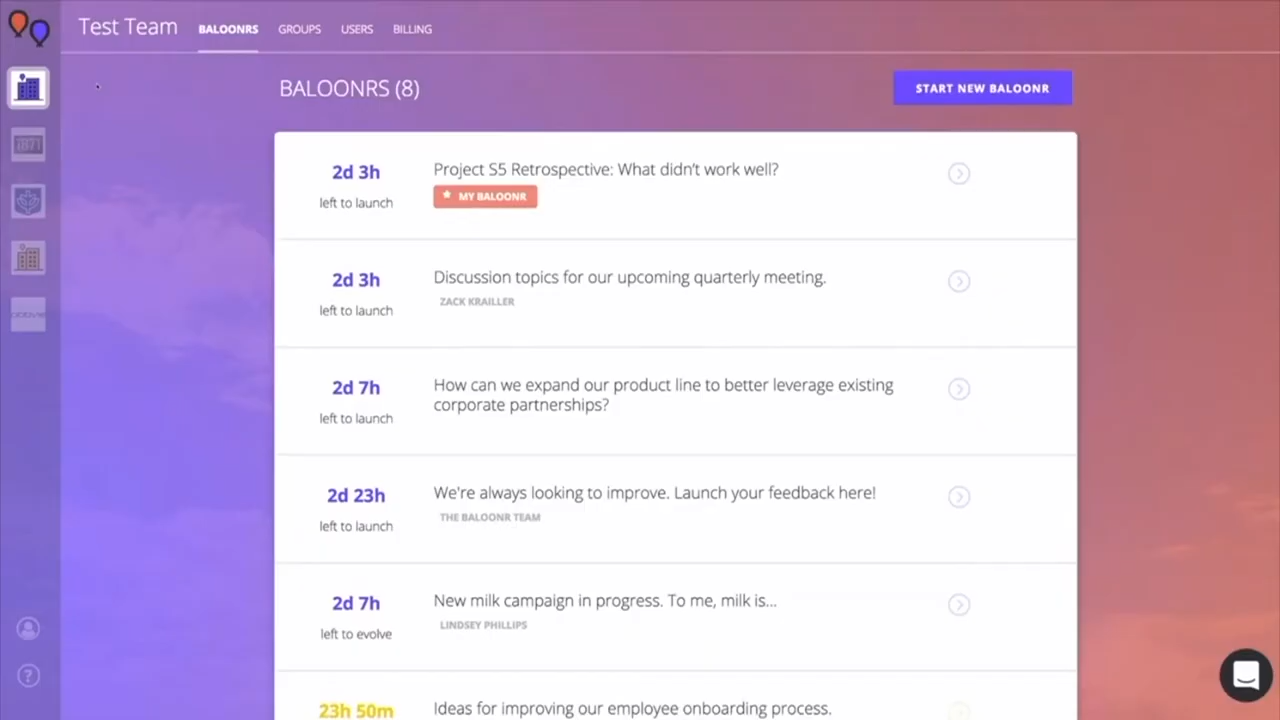 Test Team
BALOONRS
GROUPS
USERS
BILLING
BALOONRS (8)
START NEW BALOONR
2d 3h
left to launch
Project S5 Retrospective: What didn't work well?
MY BALOONR
2d 3h
left to launch
Discussion topics for our upcoming quarterly meeting.
ZACK KRAILLER
2d 7h
left to launch
How can we expand our product line to better leverage existing
corporate partnerships?
2d 23h
left to launch
We're always looking to improve. Launch your feedback here!
THE BALOONR TEAM
2d 7h
left to evolve
New milk campaign in progress. To me, milk is...
LINDSEY PHILLIPS
23h 50m
Ideas for improving our employee onboarding process.
1871
?